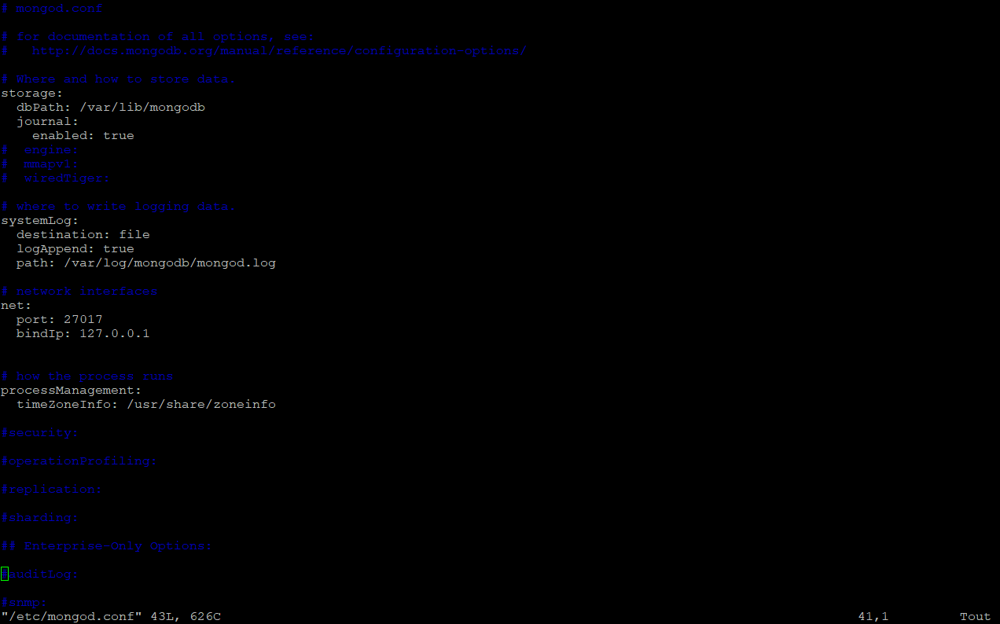 # mongod.conf
# for documentation of all options, see:
#   http://docs.mongodb.org/manual/reference/configuration-options/
# Where and how to store data.
storage:
  dbPath: /var/lib/mongodb
  journal:
    enabled: true
#  engine:
#  mmapv1:
#  wiredTiger:
# where to write logging data.
systemLog:
  destination: file
  logAppend: true
  path: /var/log/mongodb/mongod.log
# network interfaces
net:
  port: 27017
  bindIp: 127.0.0.1
# how the process runs
processManagement:
  timeZoneInfo: /usr/share/zoneinfo
#security:
#operationProfiling:
#replication:
#sharding:
## Enterprise-Only Options:
#auditLog:
#snmp:
"/etc/mongod.conf" 43L, 626C 41,1 Tout